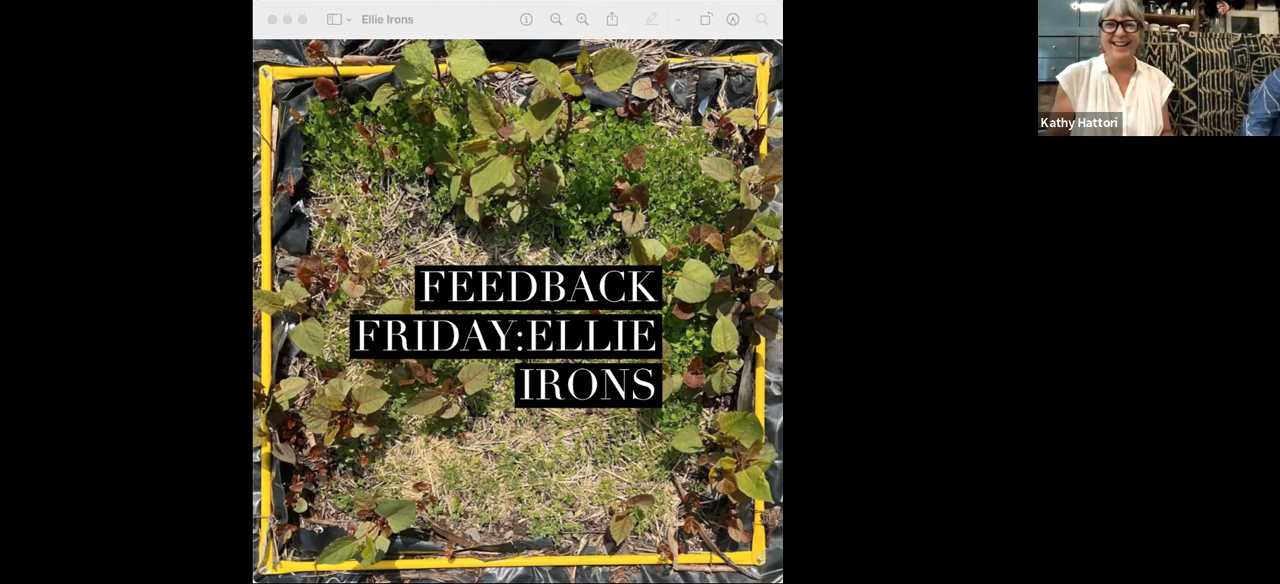 Ellie Irons
Kathy Hattori
FEEDBACK
FRIDAY:ELLIE
IRONS